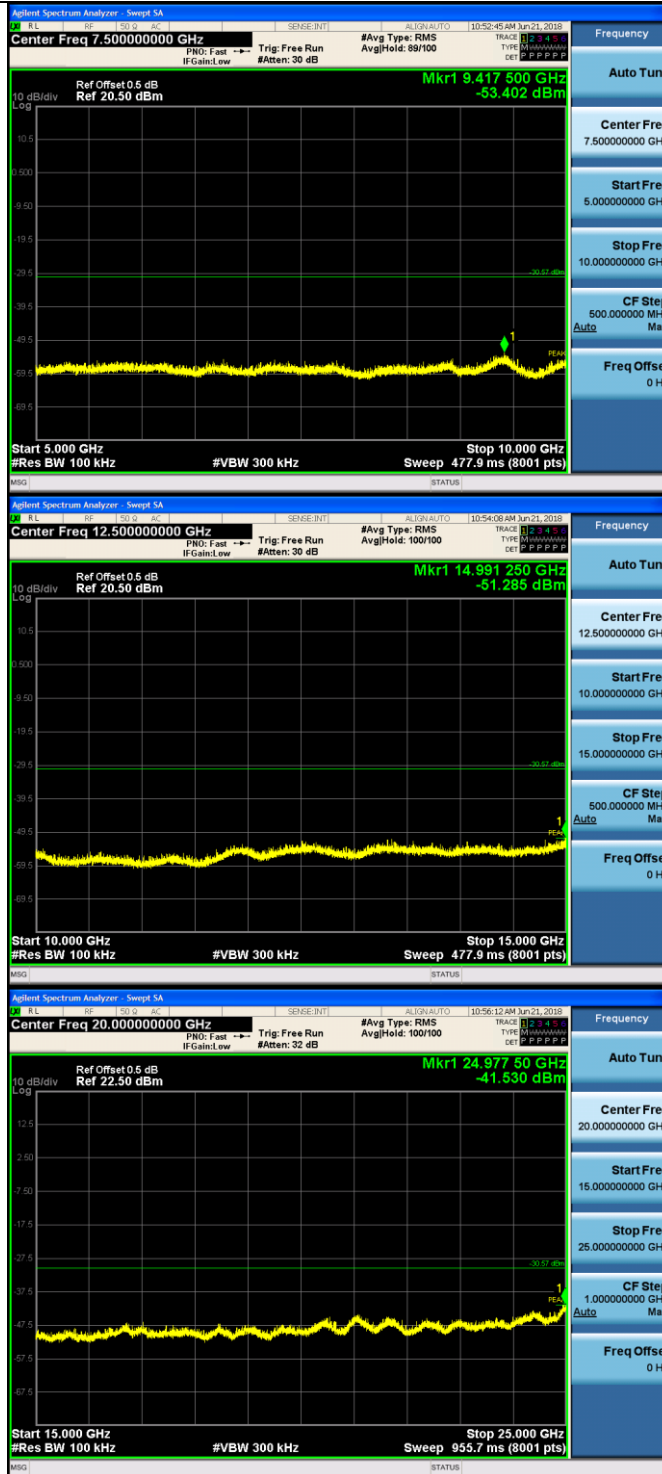 Agilent Spectrum Analyzer - Swept SA
RL RF 50 Ω AC SENSE:INT ALIGN AUTO 10:52:45 AM Jun 21, 2018
Center Freq 7.500000000 GHz #Avg Type: RMS TRACE 1 2 3 4 5 6
PNO: Fast Trig: Free Run Avg|Hold: 89/100 TYPE M
IFGain:Low #Atten: 30 dB DET P P P P P P
Frequency
Auto Tun
Mkr1 9.417 500 GHz
-53.402 dBm
Ref Offset 0.5 dB
10 dB/div Ref 20.50 dBm
Log
10.5
0.500
-9.50
-19.5
-29.5
-39.5
-49.5
-59.5
-69.5
-30.57 dBm
1
PEAK
Center Fre
7.500000000 GH
Start Fre
5.000000000 GH
Stop Fre
10.000000000 GH
CF Step
500.000000 MH
Auto Ma
Freq Offse
0 H
Start 5.000 GHz Stop 10.000 GHz
#Res BW 100 kHz #VBW 300 kHz Sweep 477.9 ms (8001 pts)
MSG STATUS
Agilent Spectrum Analyzer - Swept SA
RL RF 50 Ω AC SENSE:INT ALIGN AUTO 10:54:08 AM Jun 21, 2018
Center Freq 12.500000000 GHz #Avg Type: RMS TRACE 1 2 3 4 5 6
PNO: Fast Trig: Free Run Avg|Hold: 100/100 TYPE M
IFGain:Low #Atten: 30 dB DET P P P P P P
Frequency
Auto Tun
Mkr1 14.991 250 GHz
-51.285 dBm
Ref Offset 0.5 dB
10 dB/div Ref 20.50 dBm
Log
10.5
0.500
-9.50
-19.5
-29.5
-39.5
-49.5
-59.5
-69.5
-30.57 dBm
1
PEAK
Center Fre
12.500000000 GH
Start Fre
10.000000000 GH
Stop Fre
15.000000000 GH
CF Step
500.000000 MH
Auto Ma
Freq Offse
0 H
Start 10.000 GHz Stop 15.000 GHz
#Res BW 100 kHz #VBW 300 kHz Sweep 477.9 ms (8001 pts)
MSG STATUS
Agilent Spectrum Analyzer - Swept SA
RL RF 50 Ω AC SENSE:INT ALIGN AUTO 10:56:12 AM Jun 21, 2018
Center Freq 20.000000000 GHz #Avg Type: RMS TRACE 1 2 3 4 5 6
PNO: Fast Trig: Free Run Avg|Hold: 100/100 TYPE M
IFGain:Low #Atten: 32 dB DET P P P P P P
Frequency
Auto Tun
Mkr1 24.977 50 GHz
-41.530 dBm
Ref Offset 0.5 dB
10 dB/div Ref 22.50 dBm
Log
12.5
2.50
-7.50
-17.5
-27.5
-37.5
-47.5
-57.5
-67.5
-30.57 dBm
1
PEAK
Center Fre
20.000000000 GH
Start Fre
15.000000000 GH
Stop Fre
25.000000000 GH
CF Step
1.000000000 GH
Auto Ma
Freq Offse
0 H
Start 15.000 GHz Stop 25.000 GHz
#Res BW 100 kHz #VBW 300 kHz Sweep 955.7 ms (8001 pts)
MSG STATUS